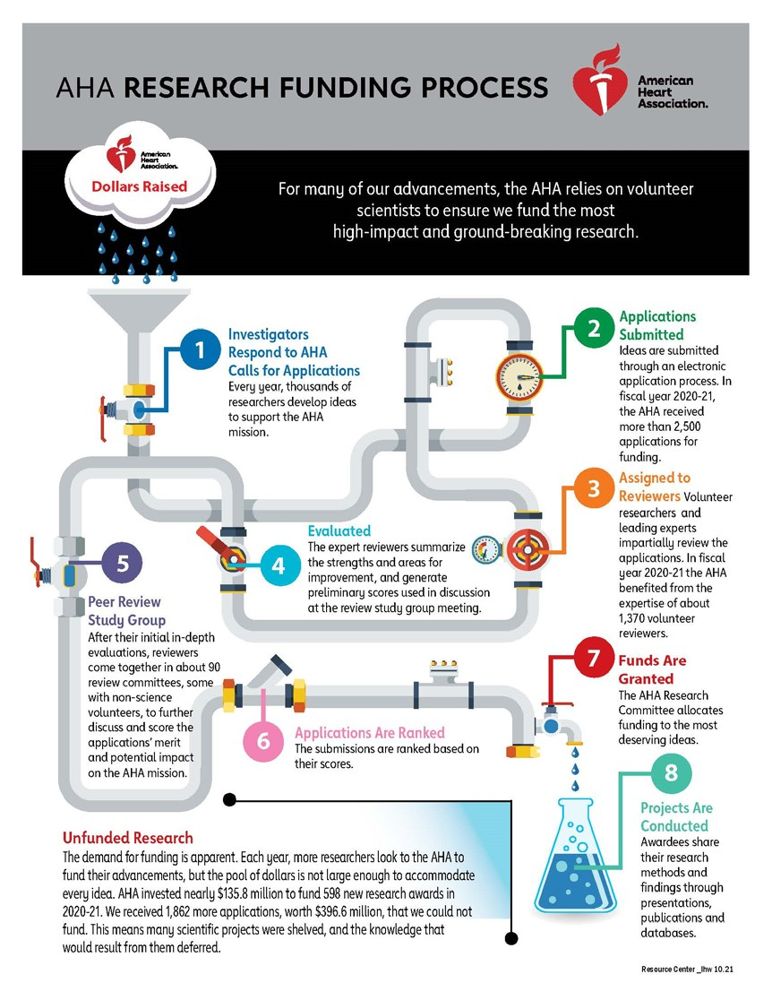 AHA RESEARCH FUNDING PROCESS
American
Heart
Association.
American
Heart
Association.
Dollars Raised
For many of our advancements, the AHA relies on volunteer
scientists to ensure we fund the most
high-impact and ground-breaking research.
1
Investigators
Respond to AHA
Calls for Applications
Every year, thousands of
researchers develop ideas
to support the AHA
mission.
2
Applications
Submitted
Ideas are submitted
through an electronic
application process. In
fiscal year 2020-21,
the AHA received
more than 2,500
applications for
funding.
3
Assigned to
Reviewers Volunteer
researchers and
leading experts
impartially review the
applications. In fiscal
year 2020-21 the AHA
benefited from the
expertise of about
1,370 volunteer
reviewers.
4
Evaluated
The expert reviewers summarize
the strengths and areas for
improvement, and generate
preliminary scores used in discussion
at the review study group meeting.
5
Peer Review
Study Group
After their initial in-depth
evaluations, reviewers
come together in about 90
review committees, some
with non-science
volunteers, to further
discuss and score the
applications' merit
and potential impact
on the AHA mission.
6
Applications Are Ranked
The submissions are ranked based on
their scores.
7
Funds Are
Granted
The AHA Research
Committee allocates
funding to the most
deserving ideas.
8
Projects Are
Conducted
Awardees share
their research
methods and
findings through
presentations,
publications and
databases.
Unfunded Research
The demand for funding is apparent. Each year, more researchers look to the AHA to
fund their advancements, but the pool of dollars is not large enough to accommodate
every idea. AHA invested nearly $135.8 million to fund 598 new research awards in
2020-21. We received 1,862 more applications, worth $396.6 million, that we could not
fund. This means many scientific projects were shelved, and the knowledge that
would result from them deferred.
Resource Center _lhw 10.21